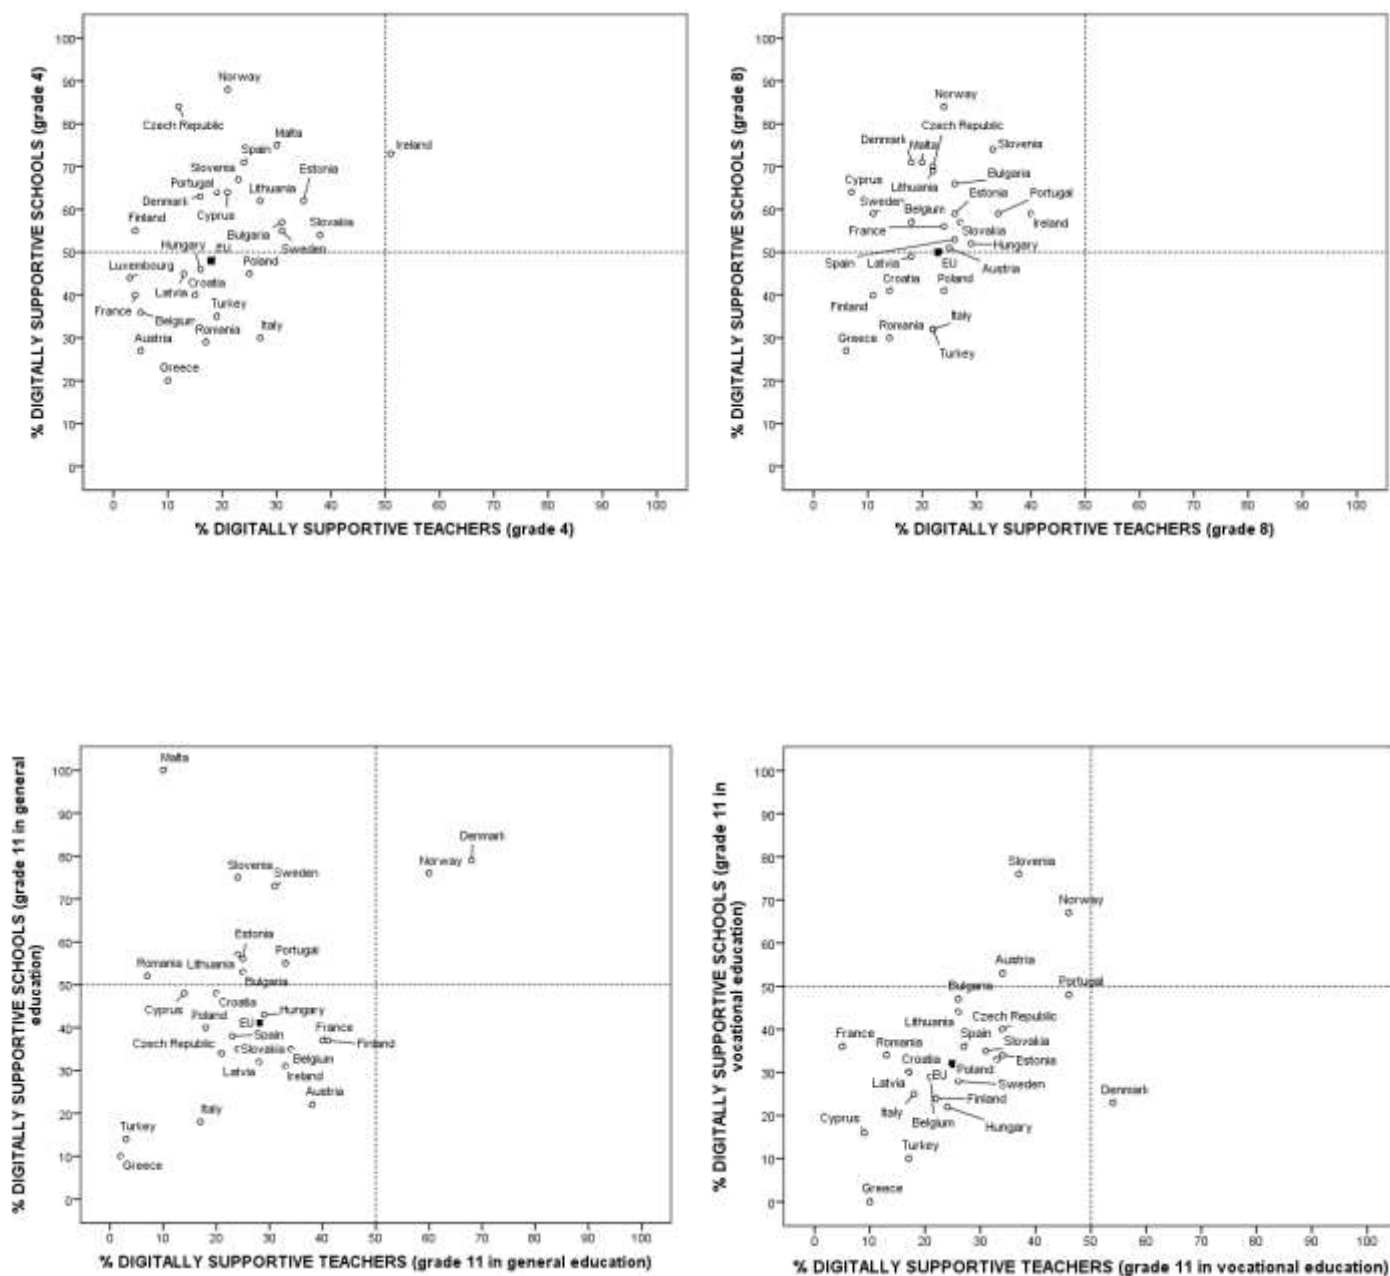 % DIGITALLY SUPPORTIVE SCHOOLS (grade 4)
100
90
80
70
60
50
40
30
20
10
0
Norway
Czech Republic
Malta
Ireland
Spain
Slovenia
Estonia
Portugal
Lithuania
Denmark
Cyprus
Finland
Bulgaria
Slovakia
Hungary
EU
Sweden
Luxembourg
Poland
Latvia
Croatia
France
Turkey
Belgium
Romania
Italy
Austria
Greece
0 10 20 30 40 50 60 70 80 90 100
% DIGITALLY SUPPORTIVE TEACHERS (grade 4)
% DIGITALLY SUPPORTIVE SCHOOLS (grade 8)
100
90
80
70
60
50
40
30
20
10
0
Norway
Czech Republic
Denmark
Malta
Slovenia
Cyprus
Lithuania
Bulgaria
Estonia
Portugal
Sweden
Belgium
Ireland
France
Slovakia
Hungary
Spain
Latvia
EU
Austria
Croatia
Poland
Finland
Italy
Romania
Greece
Turkey
0 10 20 30 40 50 60 70 80 90 100
% DIGITALLY SUPPORTIVE TEACHERS (grade 8)
% DIGITALLY SUPPORTIVE SCHOOLS (grade 11 in general
education)
100
90
80
70
60
50
40
30
20
10
0
Malta
Denmark
Norway
Slovenia
Sweden
Estonia
Portugal
Romania
Lithuania
Bulgaria
Cyprus
Croatia
Hungary
Poland
EU
France
Spain
Czech Republic
Slovakia
Finland
Belgium
Latvia
Ireland
Austria
Italy
Turkey
Greece
0 10 20 30 40 50 60 70 80 90 100
% DIGITALLY SUPPORTIVE TEACHERS (grade 11 in general education)
% DIGITALLY SUPPORTIVE SCHOOLS (grade 11 in
vocational education)
100
90
80
70
60
50
40
30
20
10
0
Slovenia
Norway
Austria
Portugal
Bulgaria
Lithuania
Czech Republic
France
Spain
Romania
Slovakia
Croatia
Estonia
Poland
EU
Latvia
Sweden
Denmark
Finland
Italy
Cyprus
Belgium
Hungary
Turkey
Greece
0 10 20 30 40 50 60 70 80 90 100
% DIGITALLY SUPPORTIVE TEACHERS (grade 11 in vocational education)